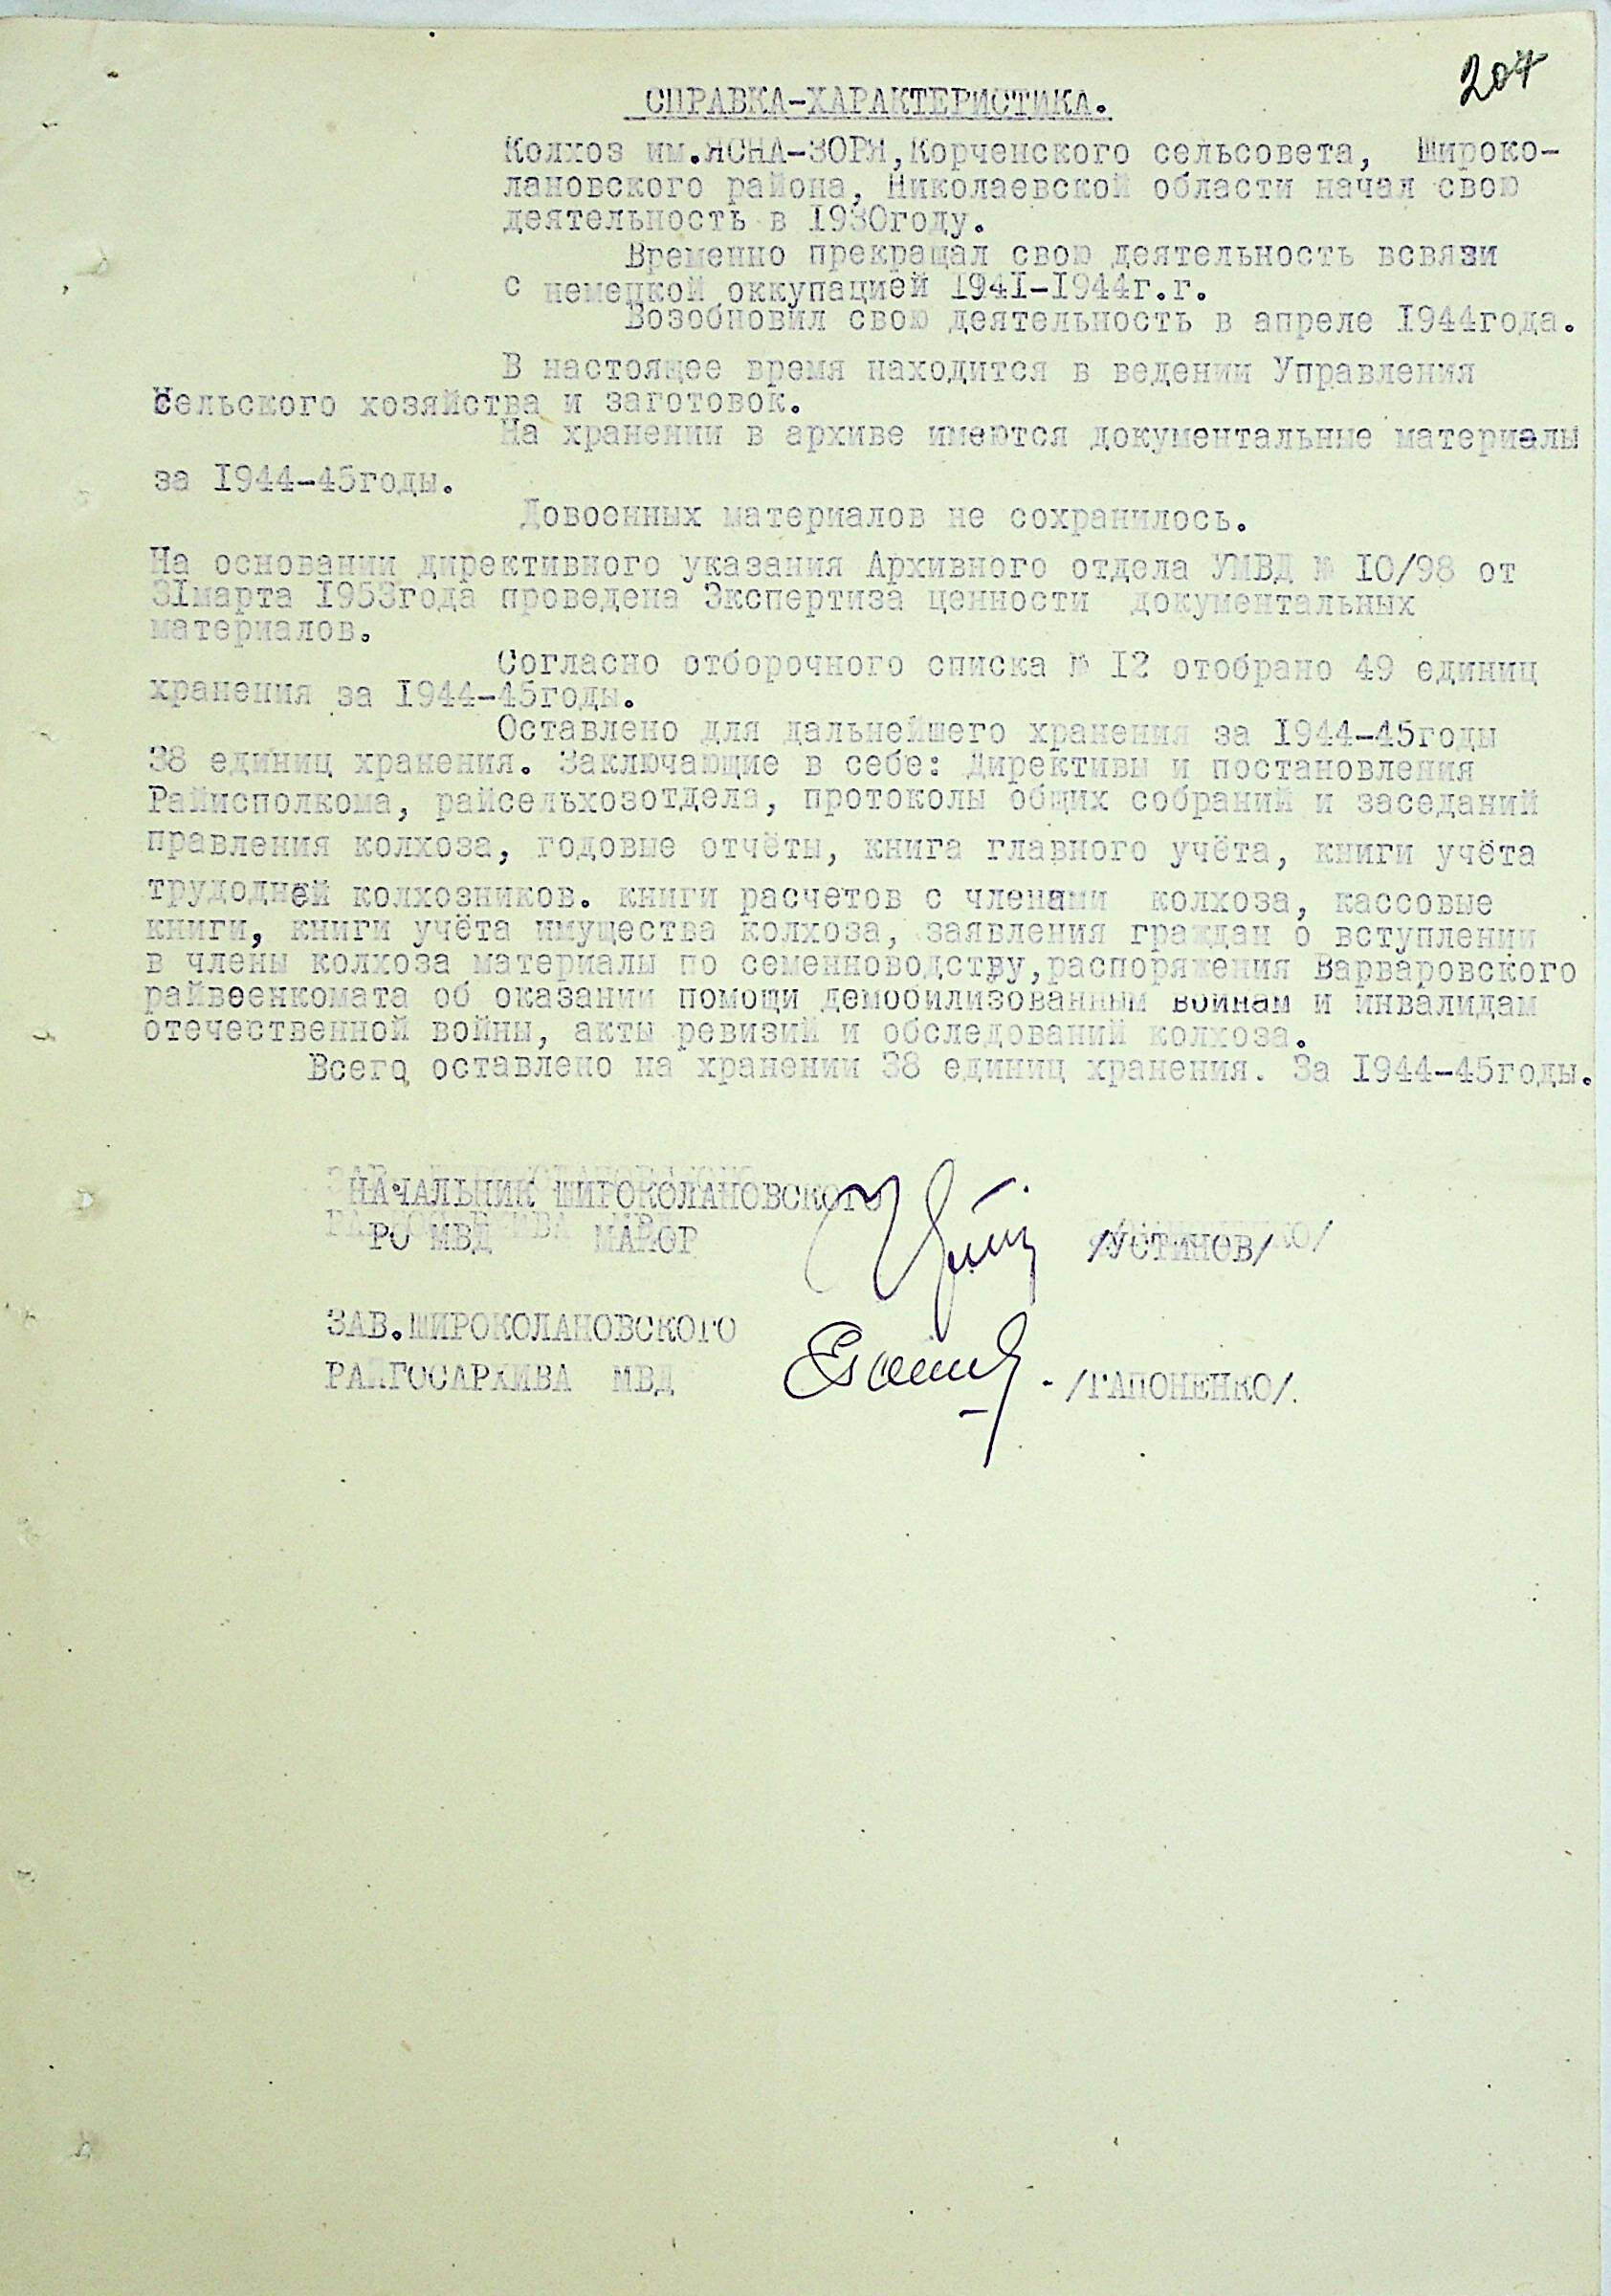 207
СПРАВКА-ХАРАКТЕРИСТИКА.
Колхоз им.ЯСНА-ЗОРЯ,Корченского сельсовета, Широко-
лановского района, Николаевской области начал свою
деятельность в 1930году.
Временно прекращал свою деятельность всвязи
с немецкой оккупацией 1941-1944г.г.
Возобновил свою деятельность в апреле 1944года.
В настоящее время находится в ведении Управления
Сельского хозяйства и заготовок.
На хранении в архиве имеются документальные материалы
за 1944-45годы.
Довоенных материалов не сохранилось.
На основании директивного указания Архивного отдела УМВД № 10/98 от
31марта 1953года проведена Экспертиза ценности документальных
материалов.
Согласно отборочного списка № 12 отобрано 49 единиц
хранения за 1944-45годы.
Оставлено для дальнейшего хранения за 1944-45годы
38 единиц хранения. Заключающие в себе: Директивы и постановления
Райисполкома, райсельхозотдела, протоколы общих собраний и заседаний
правления колхоза, годовые отчёты, книга главного учёта, книги учёта
трудодней колхозников. книги расчетов с членами колхоза, кассовые
книги, книги учёта имущества колхоза, заявления граждан о вступлении
в члены колхоза материалы по семенноводству,распоряжения Варваровского
райвоенкомата об оказании помощи демобилизованным воинам и инвалидам
отечественной войны, акты ревизий и обследований колхоза.
Всего оставлено на хранении 38 единиц хранения. За 1944-45годы.
НАЧАЛЬНИК ШИРОКОЛАНОВСКОГО
РО МВД МАЙОР /УСТИНОВ/
ЗАВ.ШИРОКОЛАНОВСКОГО
РАЙГОСАРХИВА МВД /ГАПОНЕНКО/.